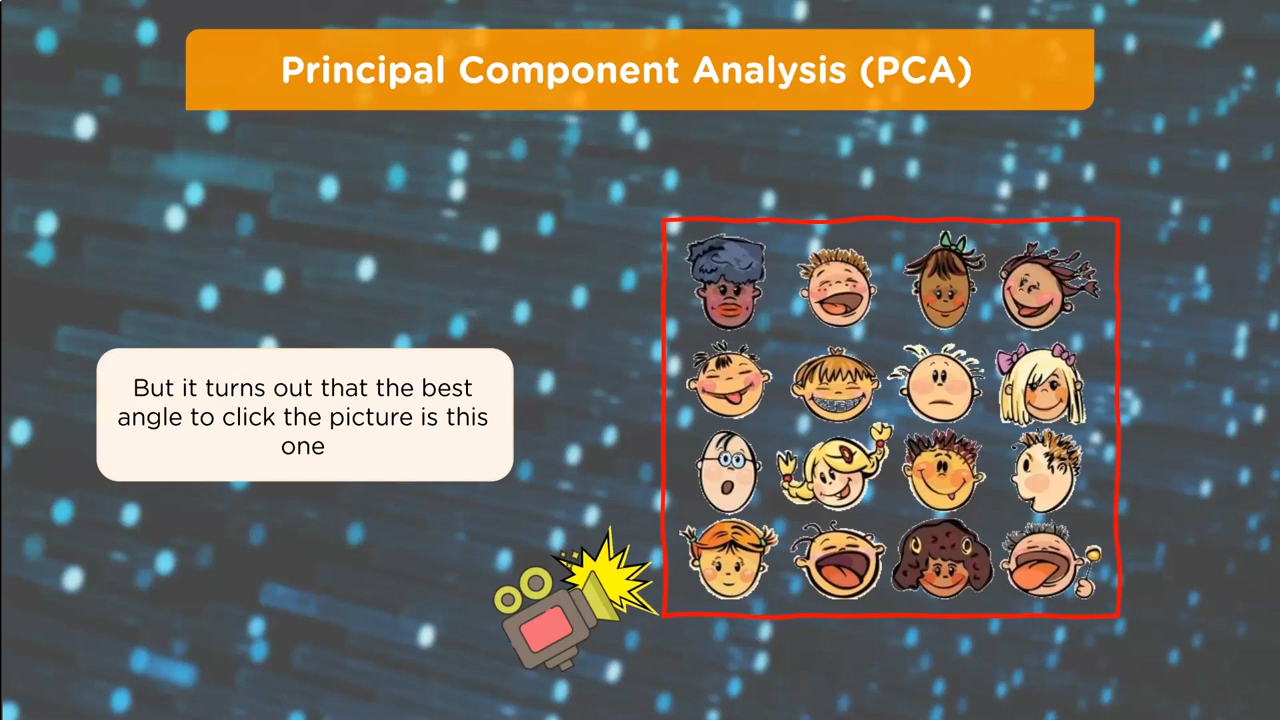 Principal Component Analysis (PCA)
But it turns out that the best
angle to click the picture is this
one